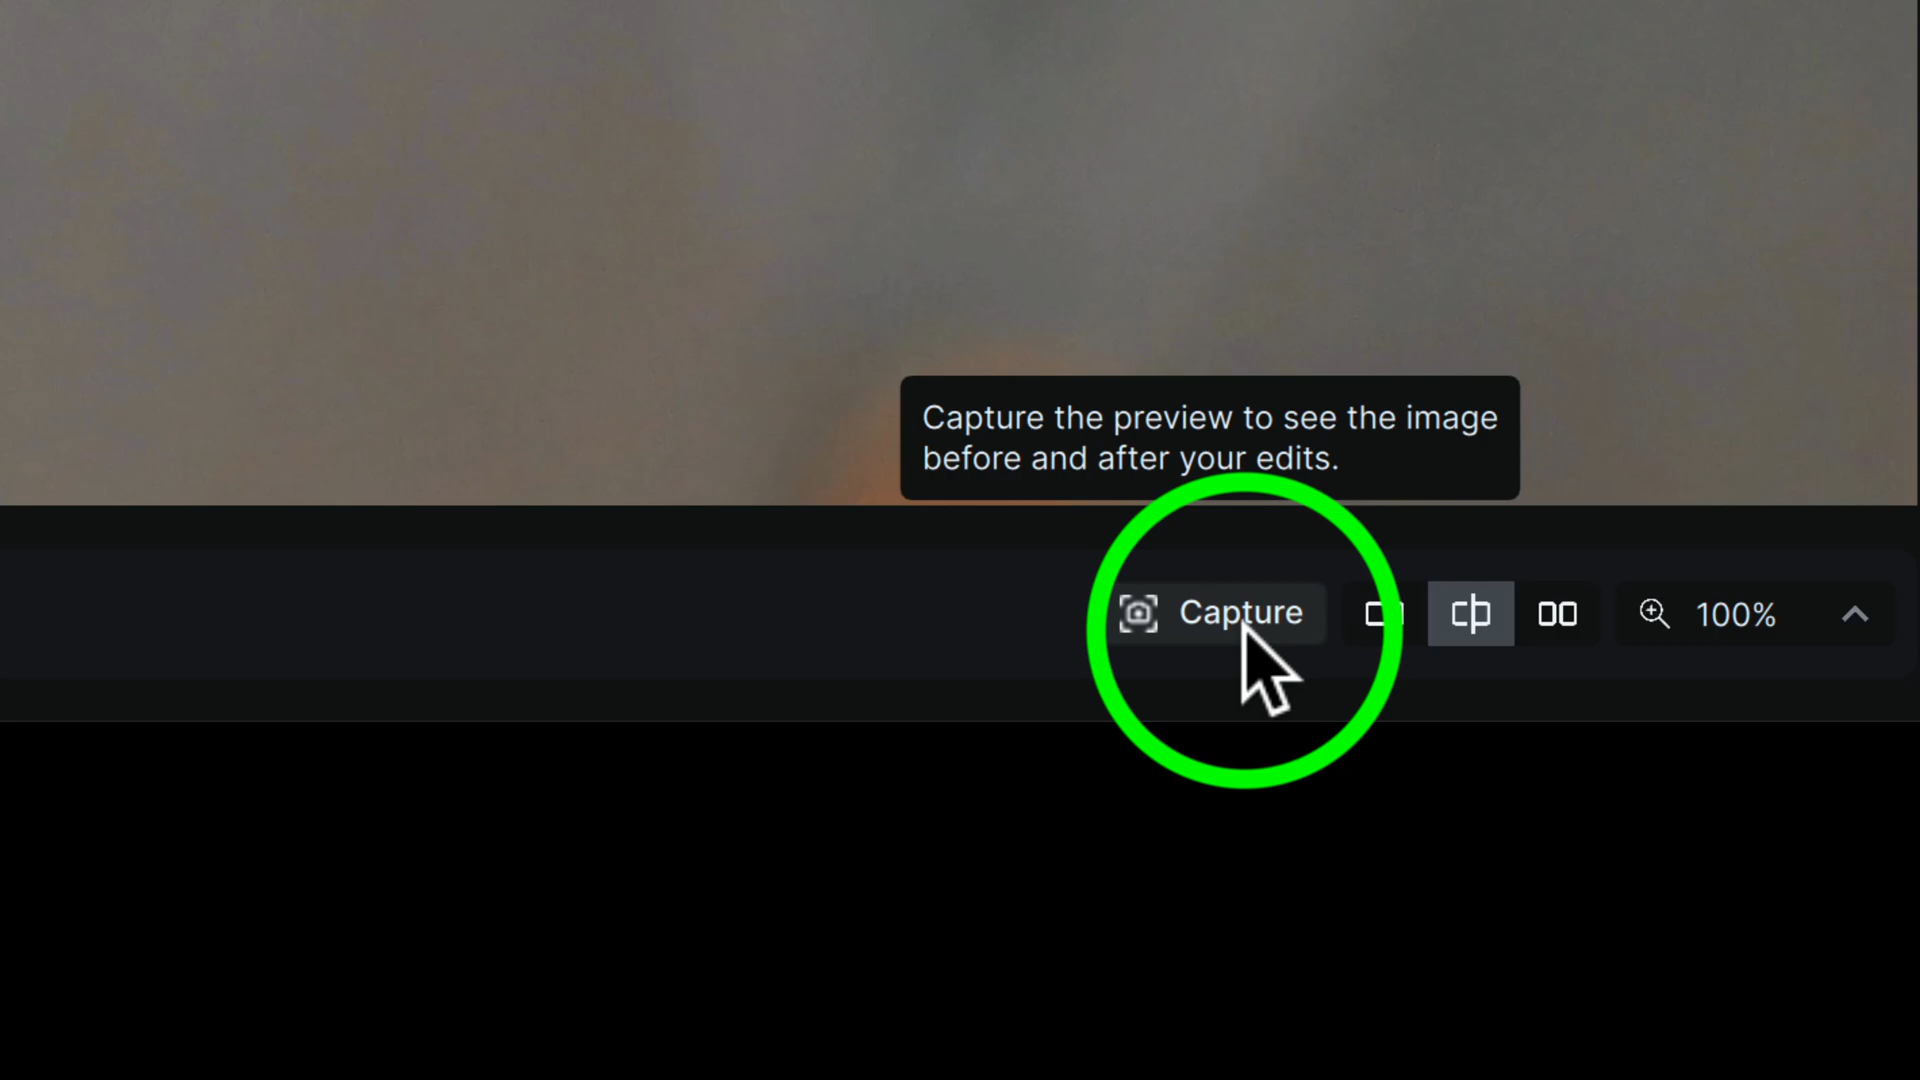 Capture the preview to see the image
before and after your edits.
Capture
100%